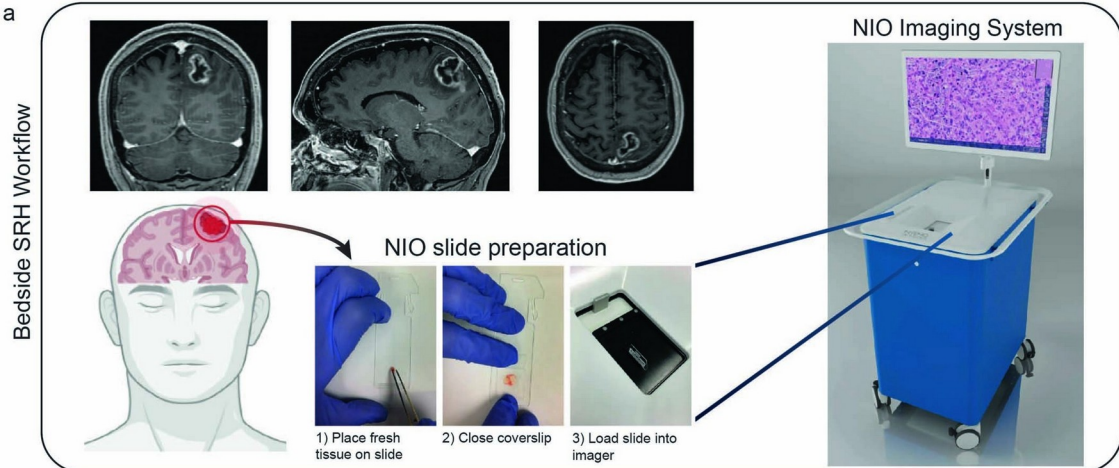 a
Bedside SRH Workflow
NIO Imaging System
NIO slide preparation
1) Place fresh
tissue on slide
2) Close coverslip
3) Load slide into
imager